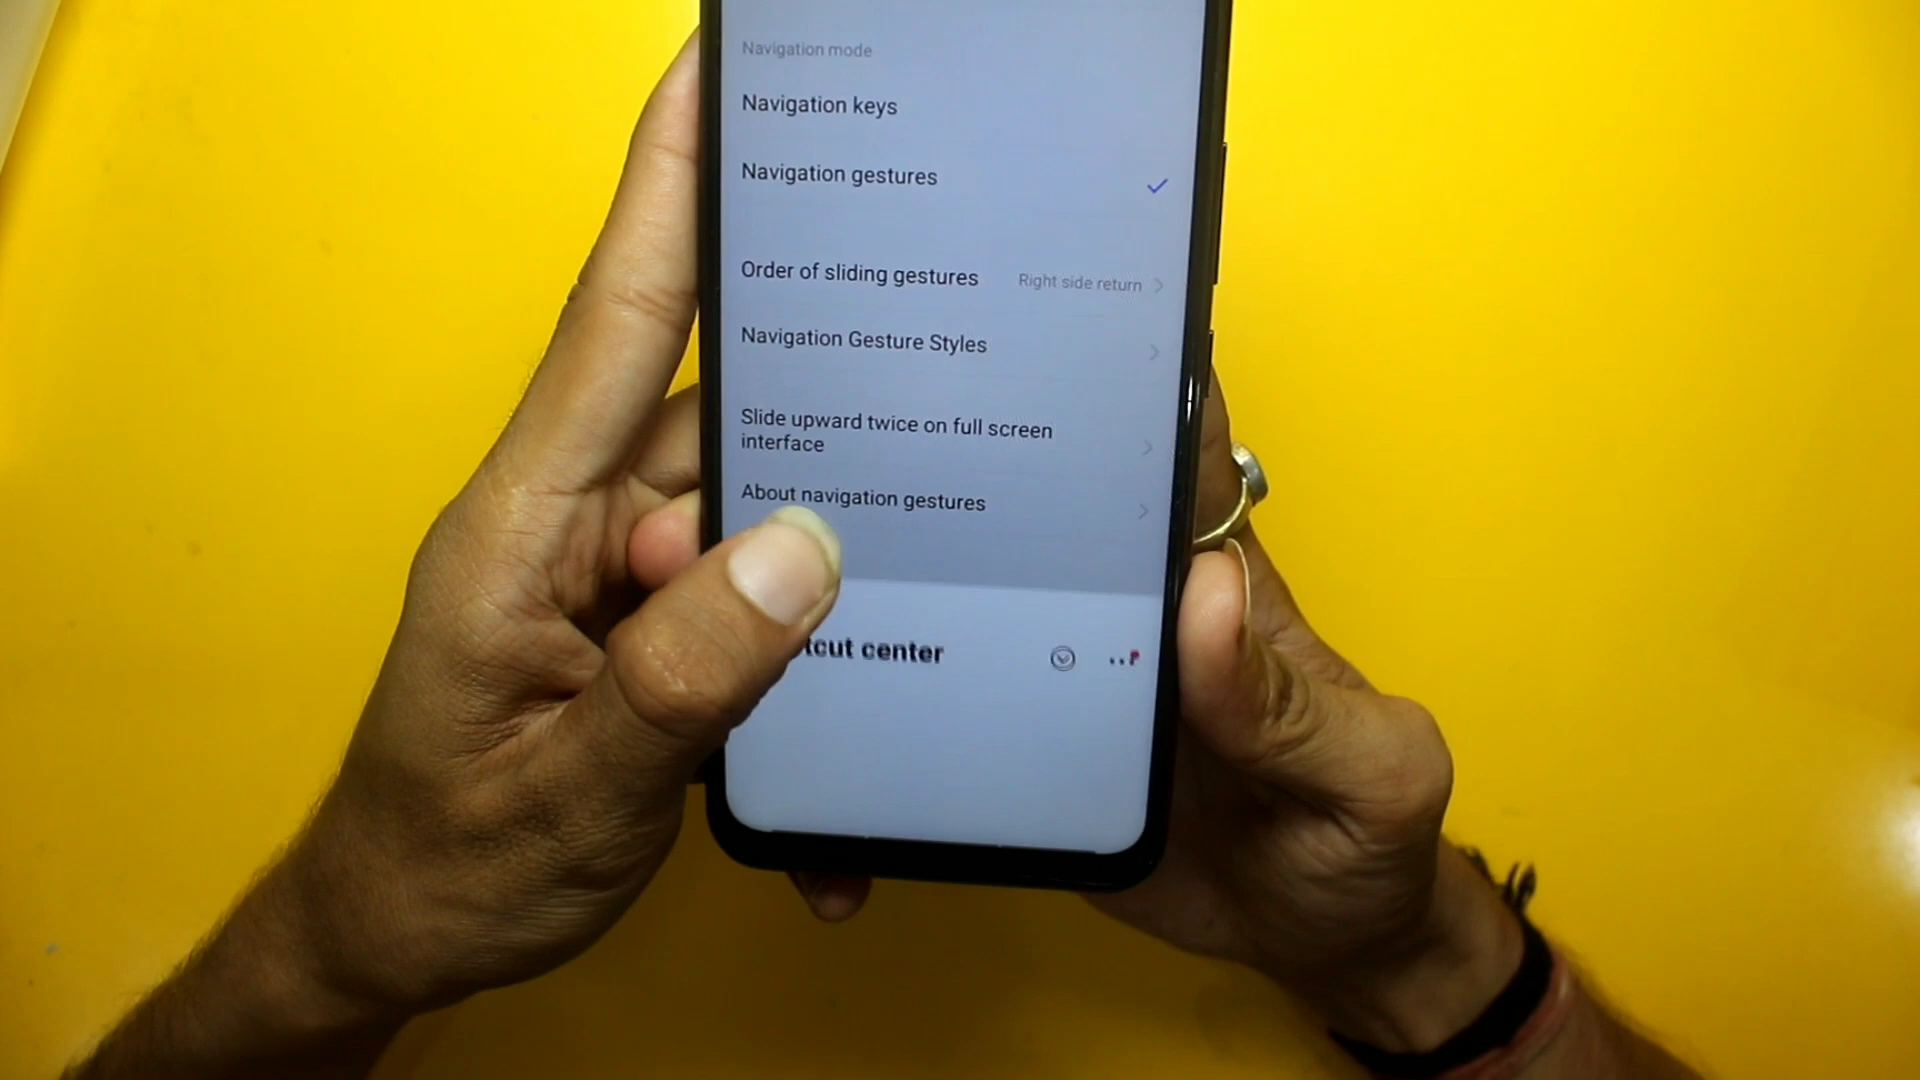 Navigation mode
Navigation keys
Navigation gestures
Order of sliding gestures Right side return
Navigation Gesture Styles
Slide upward twice on full screen
interface
About navigation gestures
center